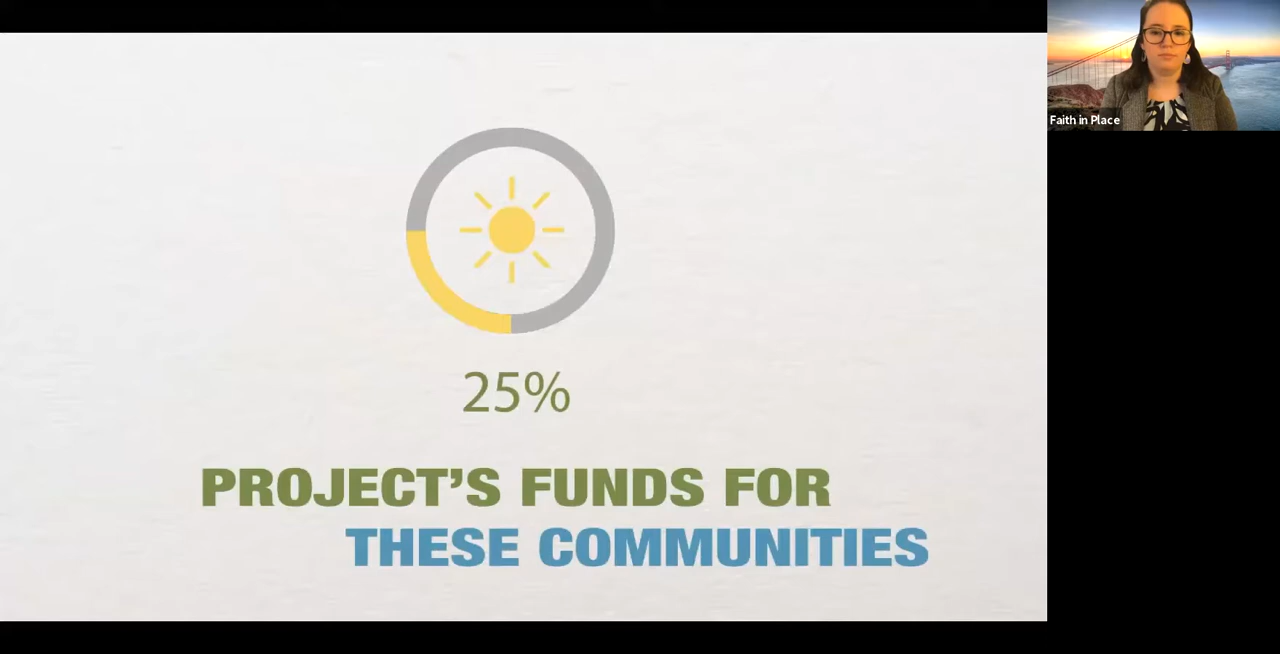 25%
PROJECT’S FUNDS FOR
THESE COMMUNITIES
Faith in Place